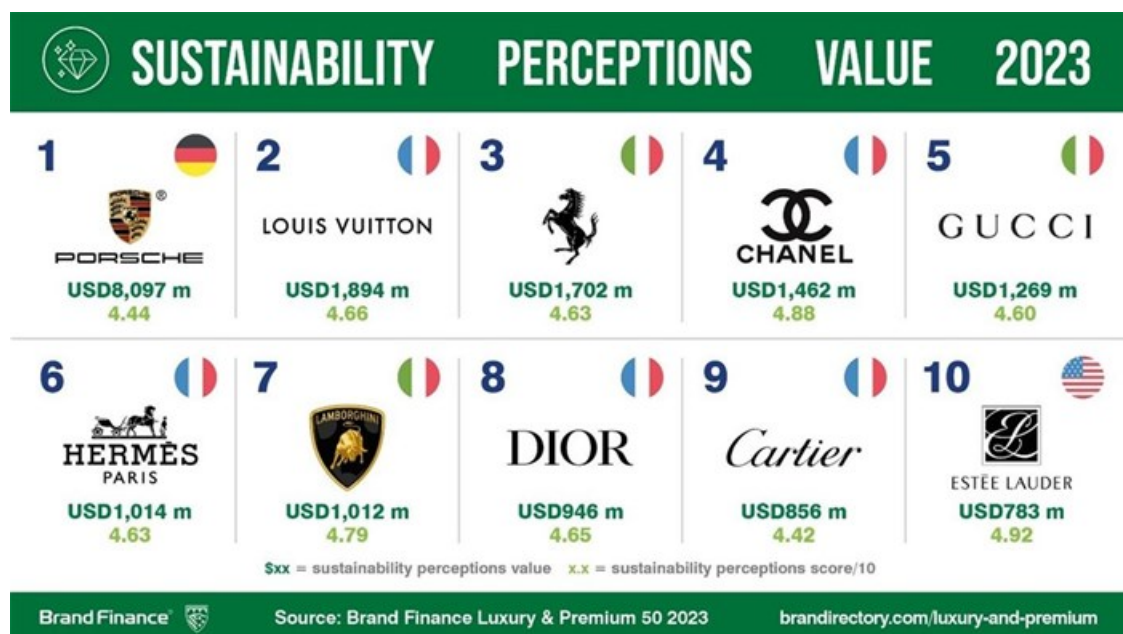 SUSTAINABILITY PERCEPTIONS VALUE 2023
1
PORSCHE
®
PORSCHE
USD8,097 m
4.44
2
LOUIS VUITTON
USD1,894 m
4.66
3
USD1,702 m
4.63
4
CHANEL
USD1,462 m
4.88
5
GUCCI
USD1,269 m
4.60
6
HERMÈS
PARIS
USD1,014 m
4.63
7
LAMBORGHINI
USD1,012 m
4.79
8
DIOR
USD946 m
4.65
9
Cartier
USD856 m
4.42
10
ESTĒE LAUDER
USD783 m
4.92
$xx = sustainability perceptions value x.x = sustainability perceptions score/10
Brand Finance® Source: Brand Finance Luxury & Premium 50 2023 brandirectory.com/luxury-and-premium